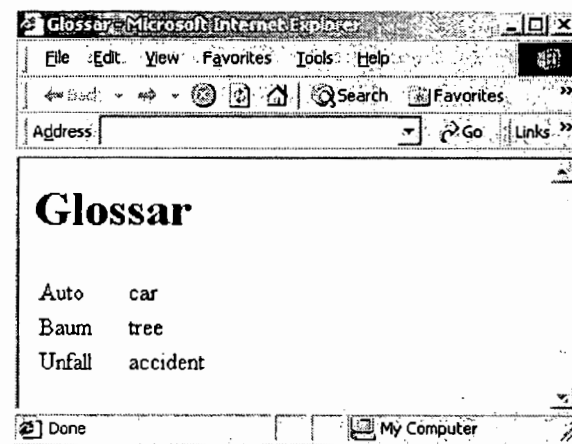 Glossar - Microsoft Internet Explorer
File Edit View Favorites Tools Help
Back Search Favorites »
Address Go Links »
Glossar
Auto car
Baum tree
Unfall accident
Done My Computer